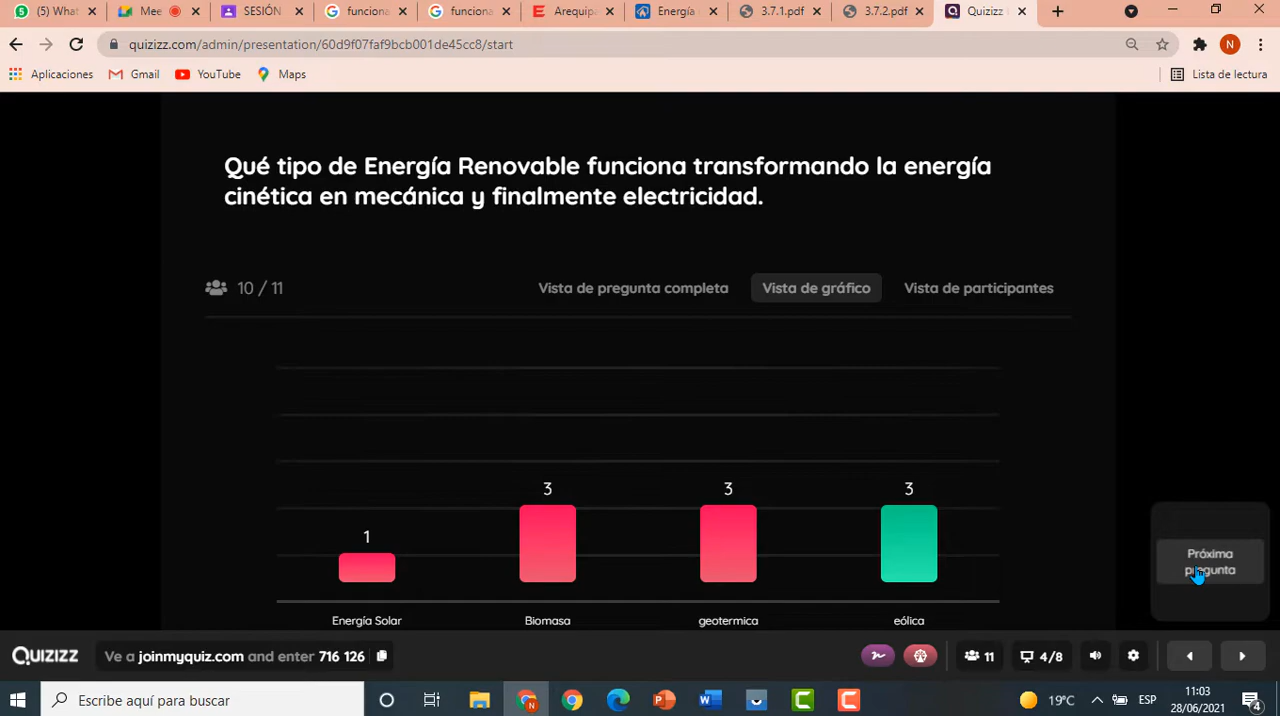 (5) What
Mee
SESIÓN
funciona
funciona
Arequipa
Energía
3.7.1.pdf
3.7.2.pdf
Quizizz
quizizz.com/admin/presentation/60d9f07faf9bcb001de45cc8/start
N
Aplicaciones
Gmail
YouTube
Maps
Lista de lectura
Qué tipo de Energía Renovable funciona transformando la energía
cinética en mecánica y finalmente electricidad.
10 / 11
Vista de pregunta completa
Vista de gráfico
Vista de participantes
1
3
3
3
Energía Solar
Biomasa
geotermica
eólica
Próxima
pregunta
QUIZIZZ
Ve a joinmyquiz.com and enter 716 126
11
4/8
Escribe aquí para buscar
19°C
ESP
11:03
28/06/2021
4